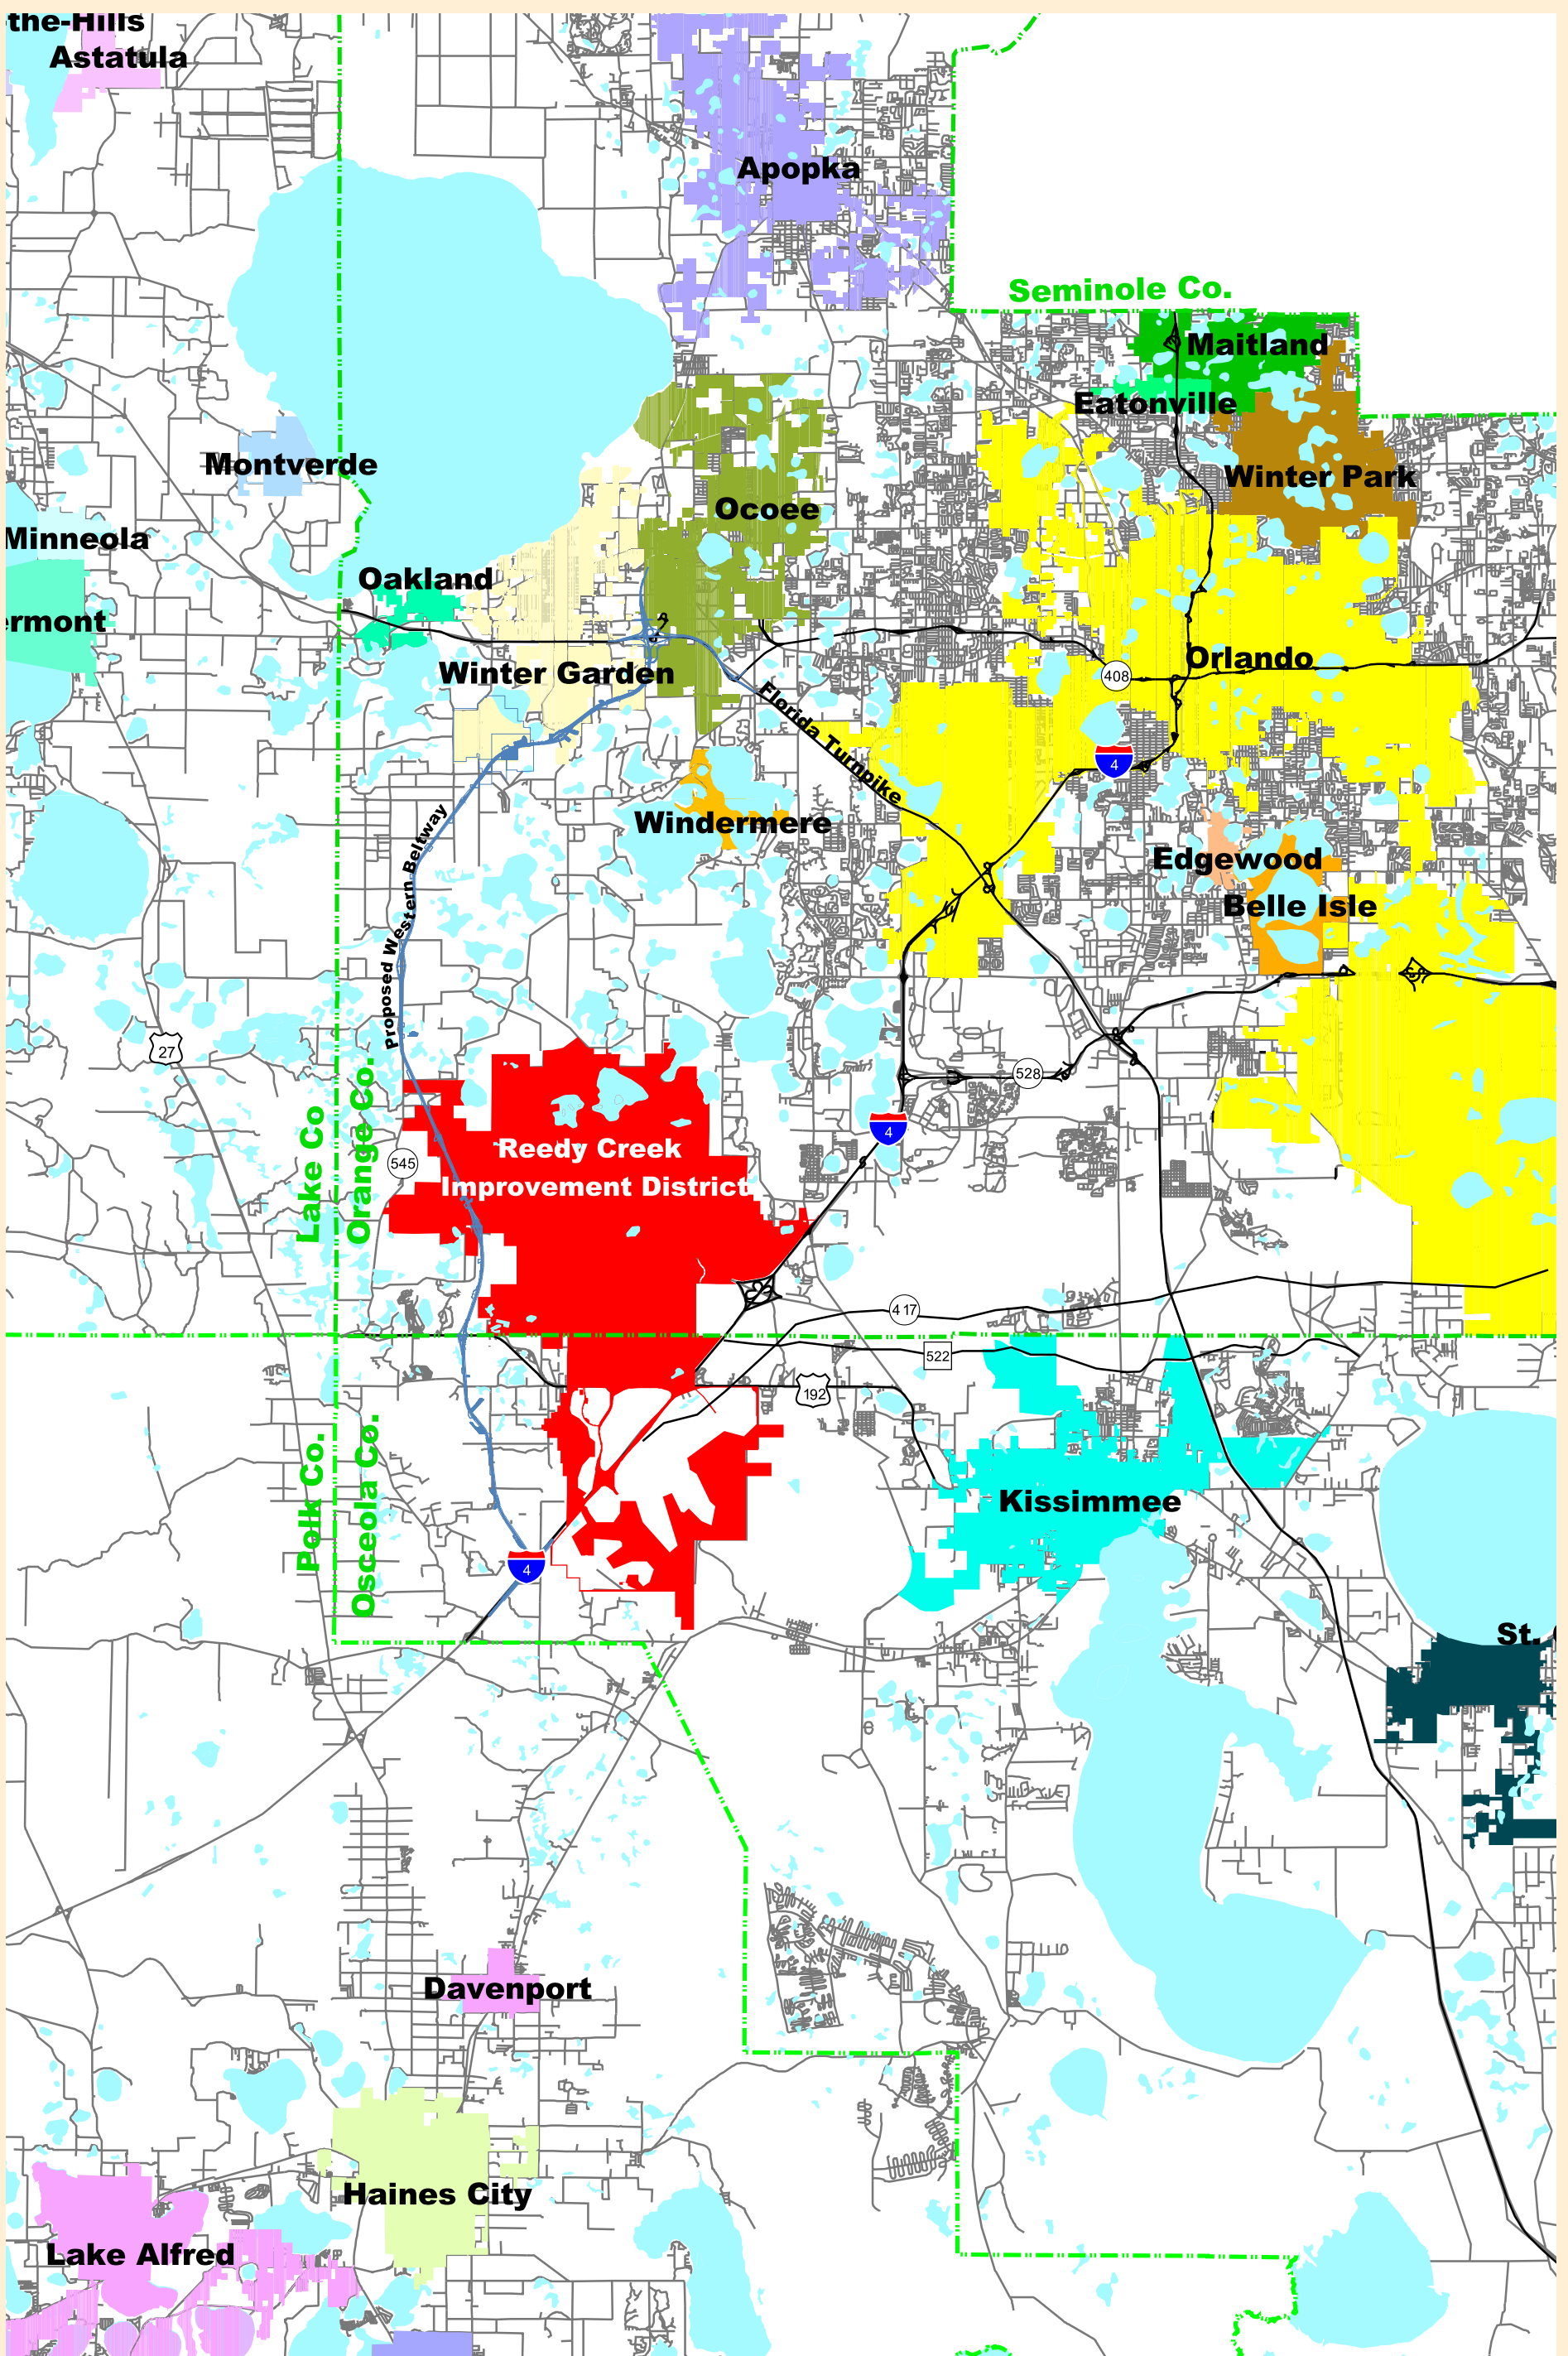 -the-Hills
Astatula
Apopka
Seminole Co.
Maitland
Eatonville
Montverde
Winter Park
Ocoee
Minneola
Oakland
ermont
Orlando
Winter Garden
408
Florida Turnpike
4
Windermere
Proposed Western Beltway
Edgewood
Belle Isle
27
528
Lake Co
Orange Co.
4
Reedy Creek
545
Improvement District
417
522
192
Polk Co.
Osceola Co.
Kissimmee
4
St.
Davenport
Haines City
Lake Alfred